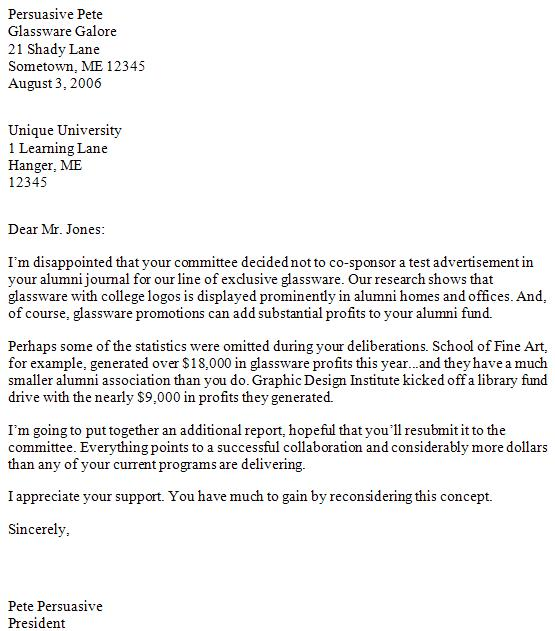 Persuasive Pete
Glassware Galore
21 Shady Lane
Sometown, ME 12345
August 3, 2006
Unique University
1 Learning Lane
Hanger, ME
12345
Dear Mr. Jones:
I’m disappointed that your committee decided not to co-sponsor a test advertisement in
your alumni journal for our line of exclusive glassware. Our research shows that
glassware with college logos is displayed prominently in alumni homes and offices. And,
of course, glassware promotions can add substantial profits to your alumni fund.
Perhaps some of the statistics were omitted during your deliberations. School of Fine Art,
for example, generated over $18,000 in glassware profits this year...and they have a much
smaller alumni association than you do. Graphic Design Institute kicked off a library fund
drive with the nearly $9,000 in profits they generated.
I’m going to put together an additional report, hopeful that you’ll resubmit it to the
committee. Everything points to a successful collaboration and considerably more dollars
than any of your current programs are delivering.
I appreciate your support. You have much to gain by reconsidering this concept.
Sincerely,
Pete Persuasive
President